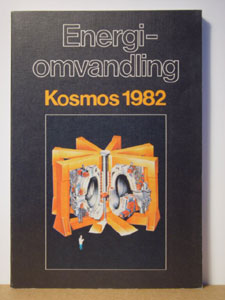 Energi-
omvandling
Kosmos 1982